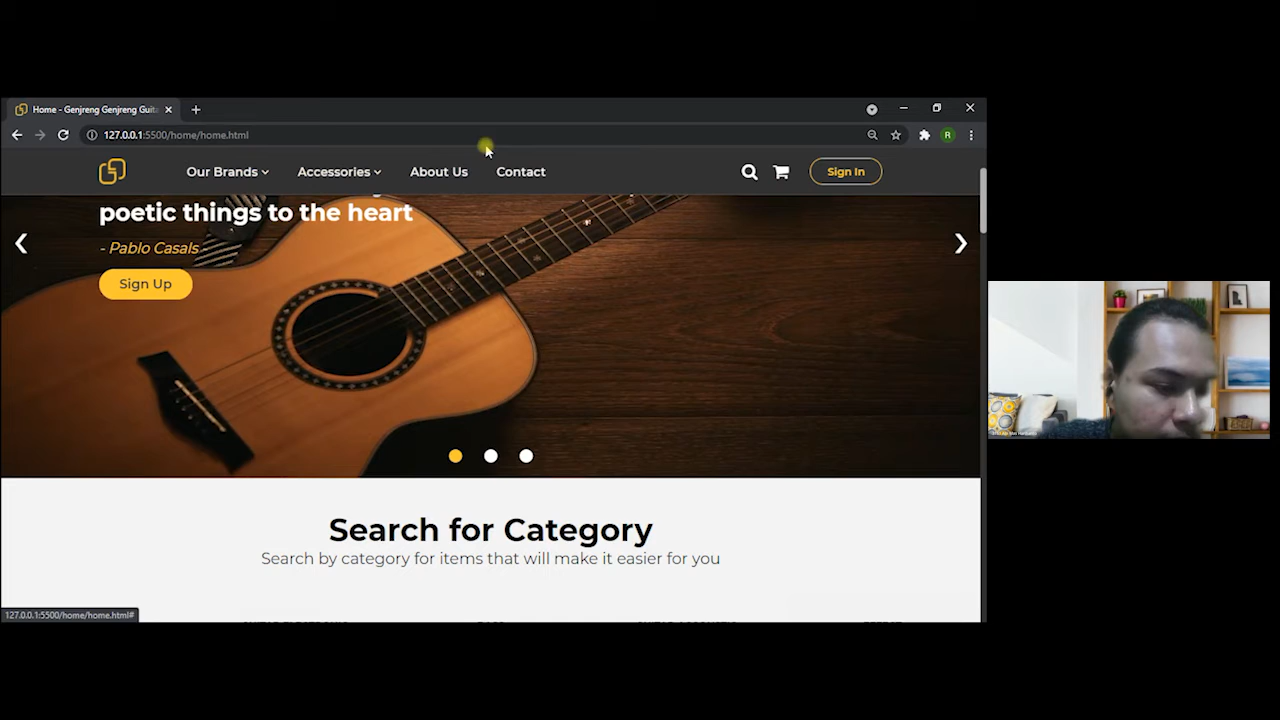 Home - Genjreng Genjreng Guita
127.0.0.1:5500/home/home.html
R
Our Brands
Accessories
About Us
Contact
Sign In
poetic things to the heart
- Pablo Casals -
Sign Up
Search for Category
Search by category for items that will make it easier for you
127.0.0.1:5500/home/home.html#